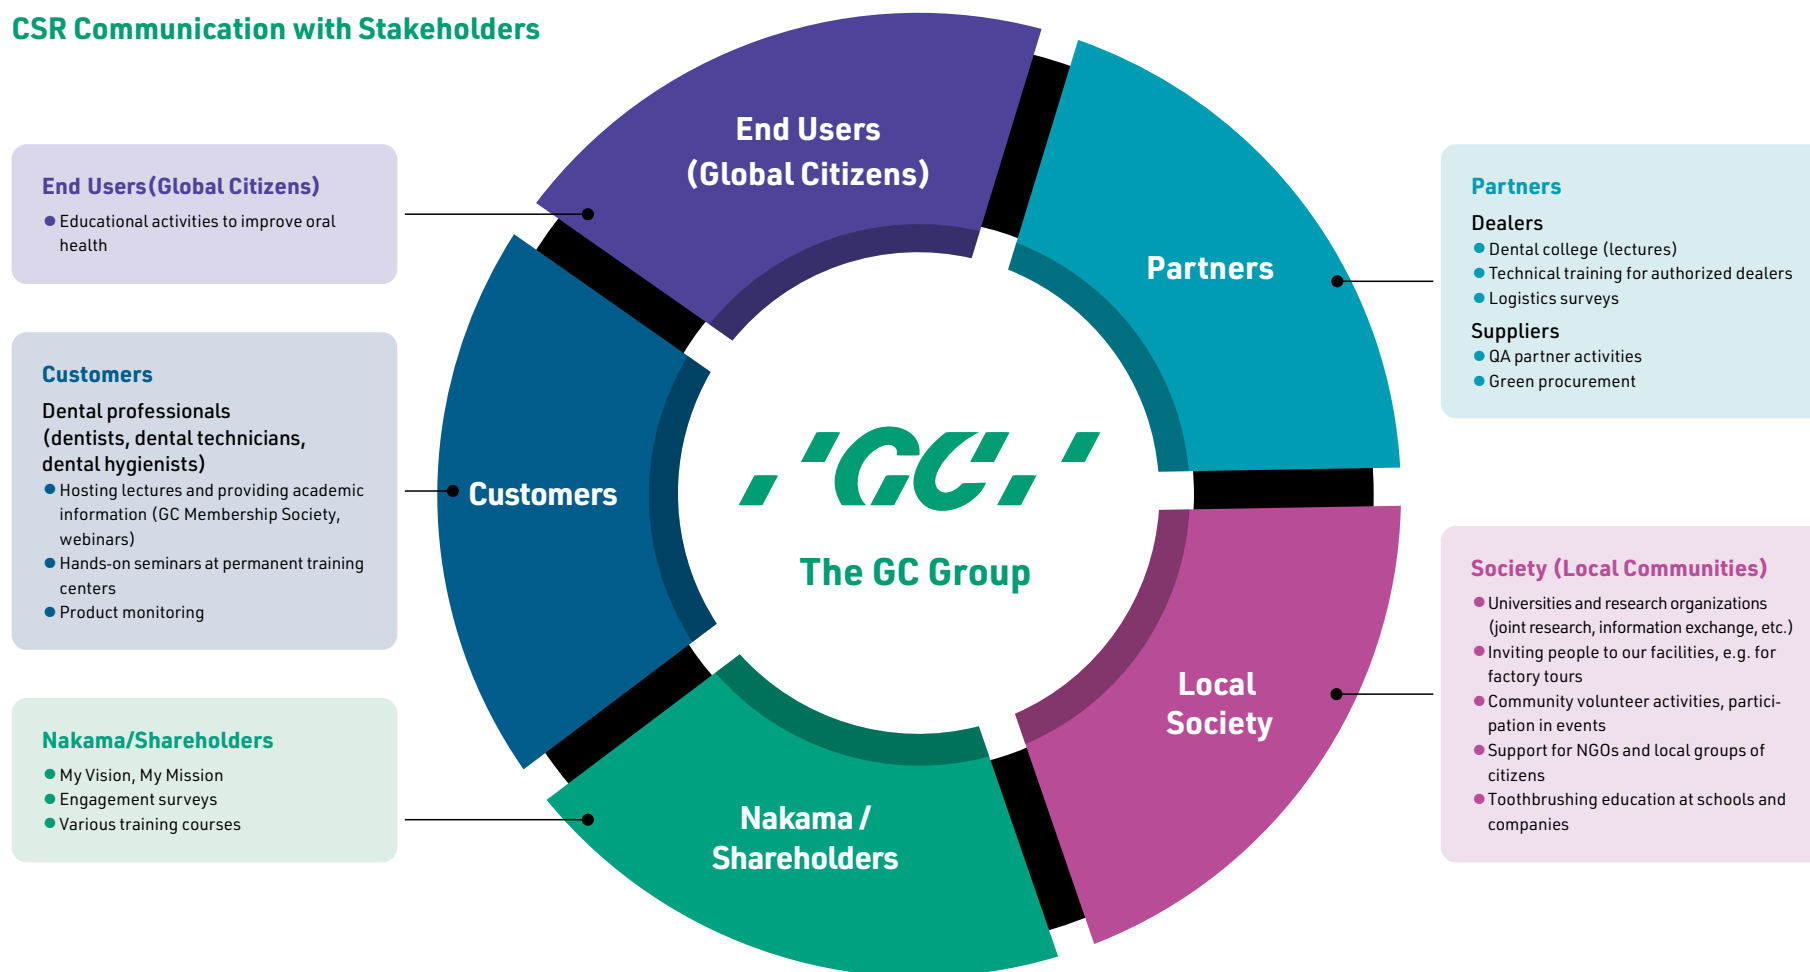 CSR Communication with Stakeholders
End Users(Global Citizens)
● Educational activities to improve oral
health
Customers
Dental professionals
(dentists, dental technicians,
dental hygienists)
● Hosting lectures and providing academic
information (GC Membership Society,
webinars)
● Hands-on seminars at permanent training
centers
● Product monitoring
Nakama/Shareholders
● My Vision, My Mission
● Engagement surveys
● Various training courses
End Users
(Global Citizens)
Partners
Customers
GC
The GC Group
Local
Society
Nakama /
Shareholders
Partners
Dealers
● Dental college (lectures)
● Technical training for authorized dealers
● Logistics surveys
Suppliers
● QA partner activities
● Green procurement
Society (Local Communities)
● Universities and research organizations
(joint research, information exchange, etc.)
● Inviting people to our facilities, e.g. for
factory tours
● Community volunteer activities, partici-
pation in events
● Support for NGOs and local groups of
citizens
● Toothbrushing education at schools and
companies